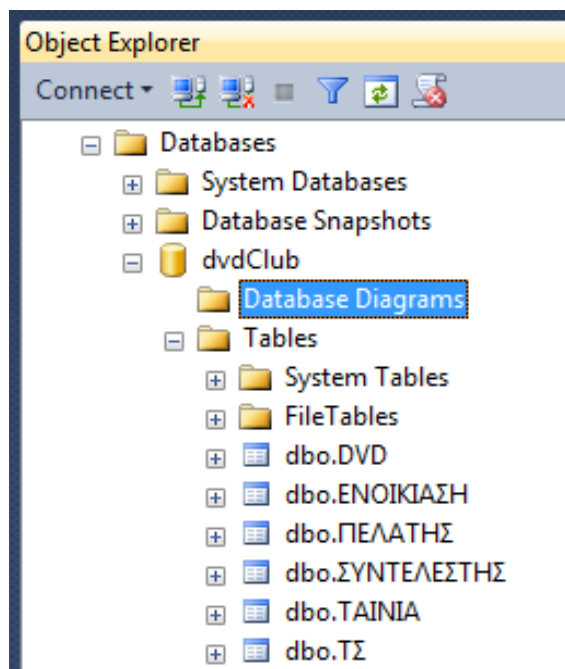 Object Explorer
Connect
Databases
System Databases
Database Snapshots
dvdClub
Database Diagrams
Tables
System Tables
FileTables
dbo.DVD
dbo.ΕΝΟΙΚΙΑΣΗ
dbo.ΠΕΛΑΤΗΣ
dbo.ΣΥΝΤΕΛΕΣΤΗΣ
dbo.ΤΑΙΝΙΑ
dbo.ΤΣ